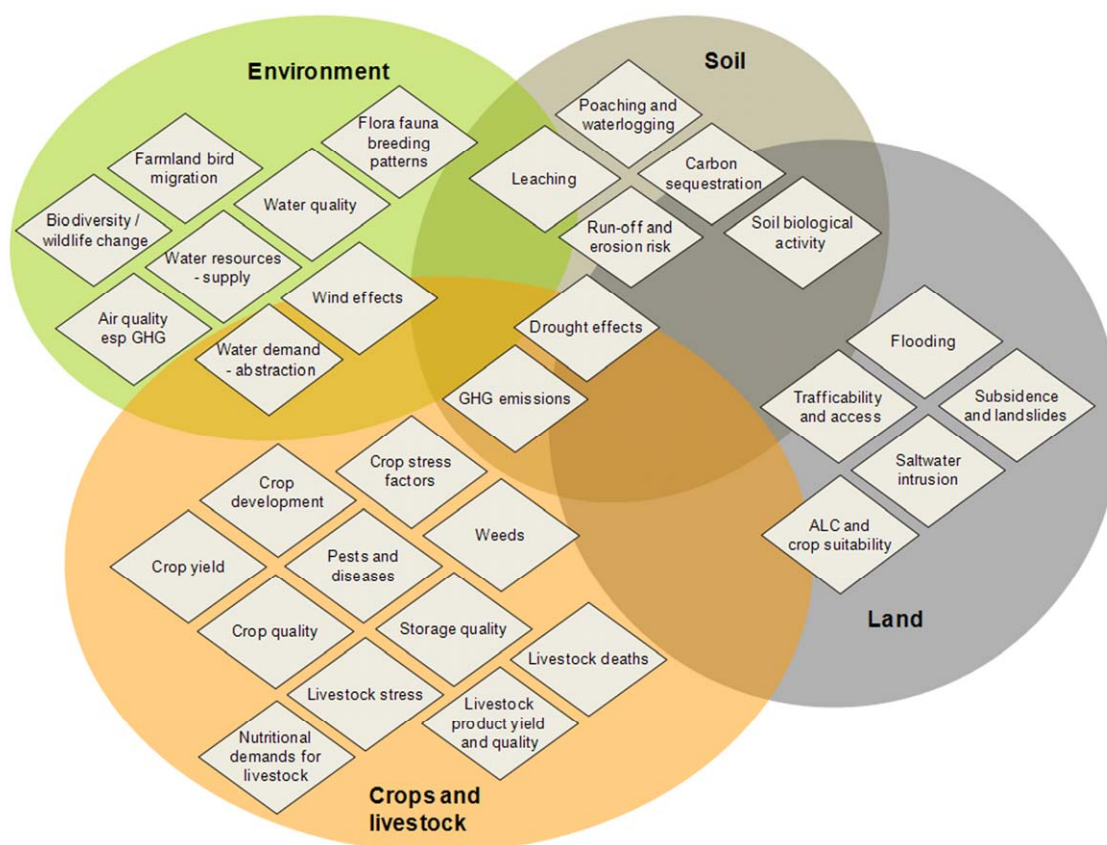 Environment
Soil
Poaching and
waterlogging
Flora fauna
breeding
patterns
Farmland bird
migration
Carbon
sequestration
Leaching
Water quality
Biodiversity /
wildlife change
Run-off and
erosion risk
Soil biological
activity
Water resources
- supply
Wind effects
Air quality
esp GHG
Drought effects
Flooding
Water demand
- abstraction
GHG emissions
Trafficability
and access
Subsidence
and landslides
Crop stress
factors
Saltwater
intrusion
Crop
development
ALC and
crop suitability
Weeds
Crop yield
Pests and
diseases
Land
Crop quality
Storage quality
Livestock deaths
Livestock stress
Livestock
product yield
and quality
Nutritional
demands for
livestock
Crops and
livestock